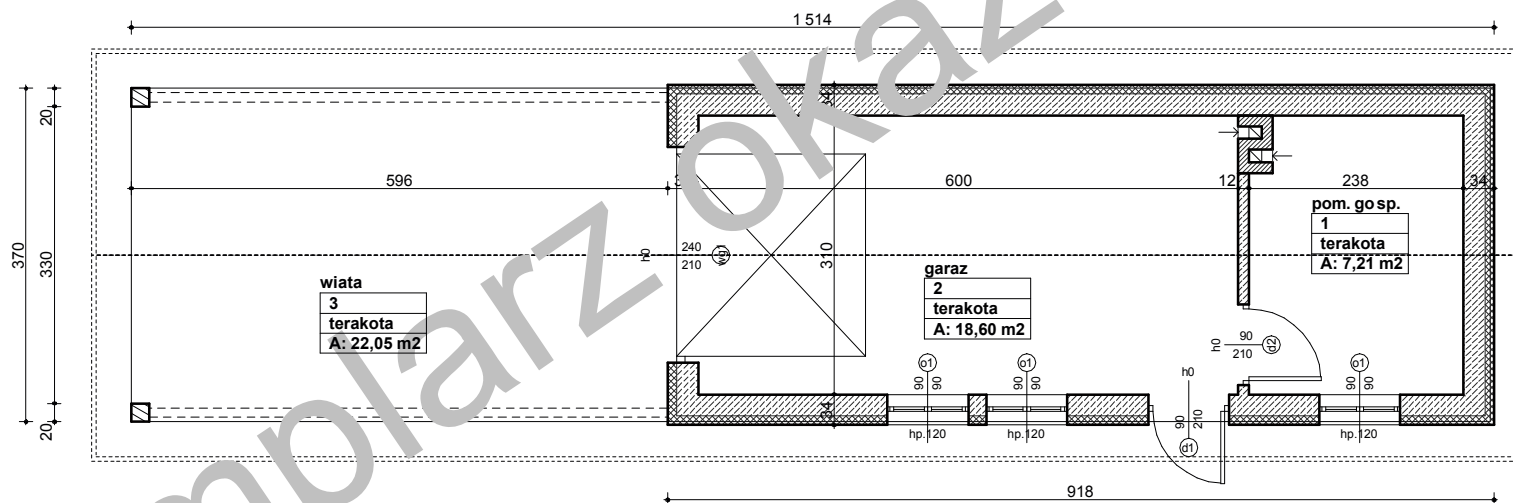 1 514
20
34
596
600
12
238
34
pom. gosp.
1
terakota
A: 7,21 m2
370
330
h0
240
210
wg1
310
garaz
2
terakota
A: 18,60 m2
wiata
3
terakota
A: 22,05 m2
h0
90
210
d2
o1
90
90
o1
90
90
h0
o1
90
90
20
34
hp.120
hp.120
90
210
hp.120
d1
918
mplarz okaz